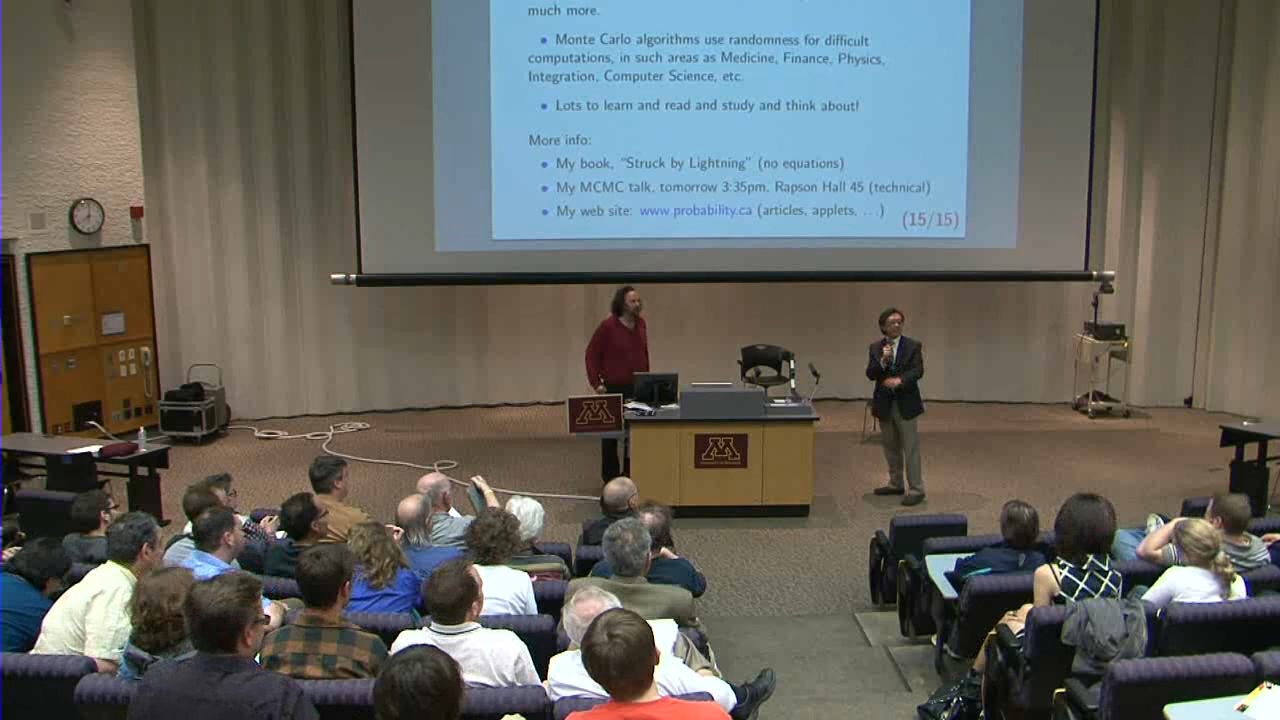 much more.
• Monte Carlo algorithms use randomness for difficult
computations, in such areas as Medicine, Finance, Physics,
Integration, Computer Science, etc.
• Lots to learn and read and study and think about!
More info:
• My book, “Struck by Lightning” (no equations)
• My MCMC talk, tomorrow 3:35pm, Rapson Hall 45 (technical)
• My web site: www.probability.ca (articles, applets, ...)
(15/15)
M
M